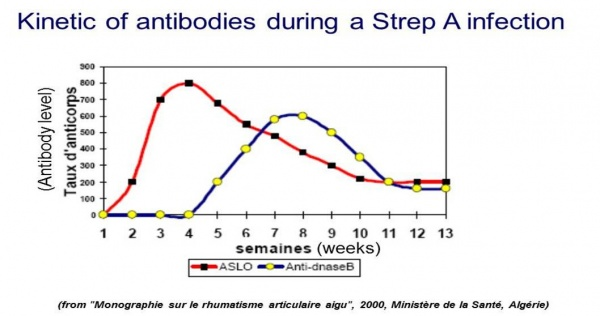 Kinetic of antibodies during a Strep A infection
(Antibody level)
Taux d'anticorps
900
800
700
600
500
400
300
200
100
0
1 2 3 4 5 6 7 8 9 10 11 12 13
semaines (weeks)
ASLO Anti-dnaseB
(from "Monographie sur le rhumatisme articulaire aigu", 2000, Ministère de la Santé, Algérie)